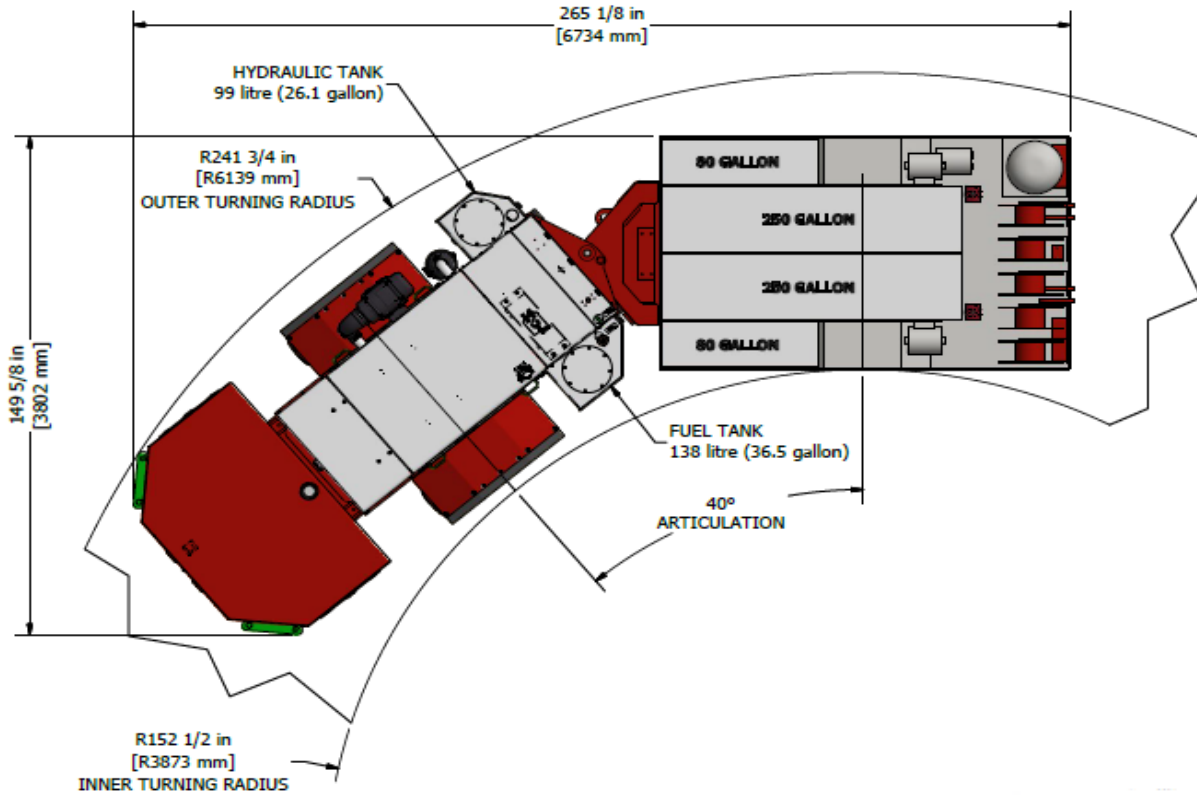 265 1/8 in
[6734 mm]
HYDRAULIC TANK
99 litre (26.1 gallon)
R241 3/4 in
[R6139 mm]
OUTER TURNING RADIUS
80 GALLON
250 GALLON
250 GALLON
80 GALLON
149 5/8 in
[3802 mm]
FUEL TANK
138 litre (36.5 gallon)
40°
ARTICULATION
R152 1/2 in
[R3873 mm]
INNER TURNING RADIUS